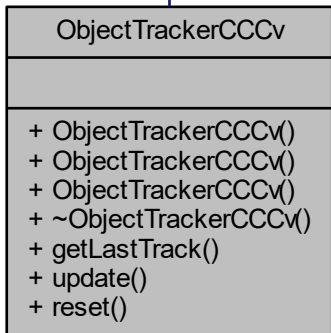 ObjectTrackerCCCv
+ ObjectTrackerCCCv()
+ ObjectTrackerCCCv()
+ ObjectTrackerCCCv()
+ ~ObjectTrackerCCCv()
+ getLastTrack()
+ update()
+ reset()